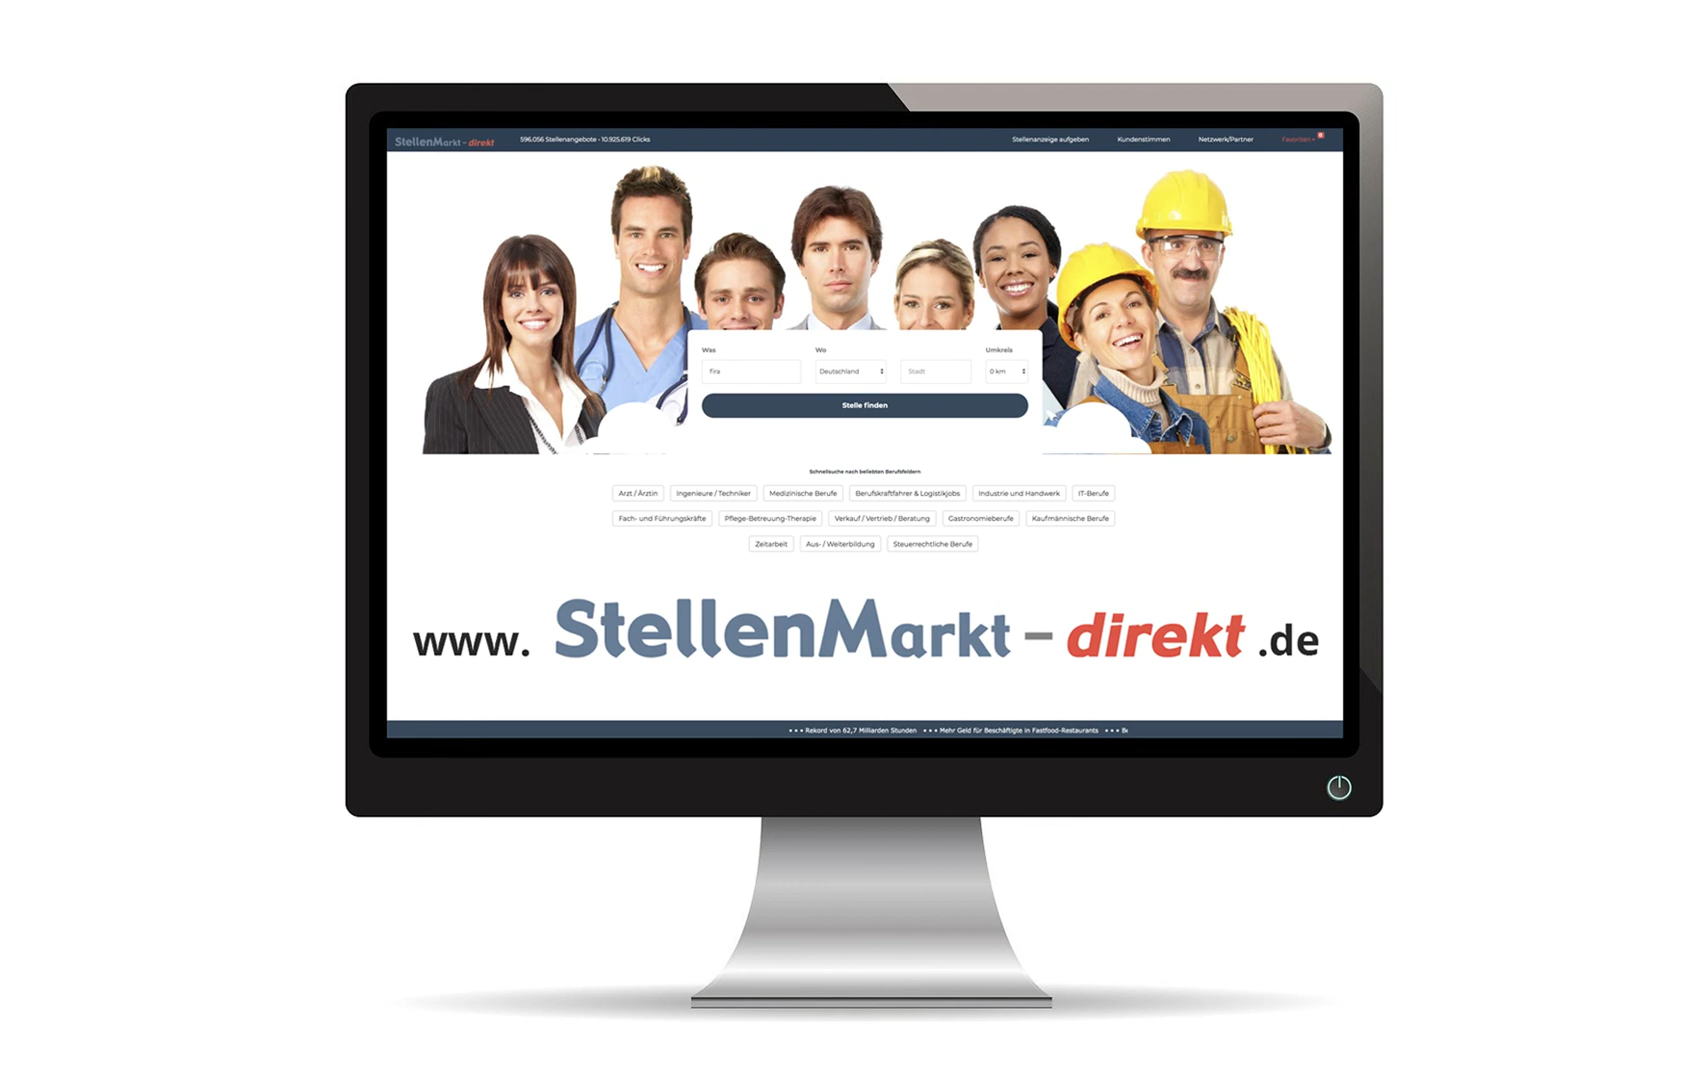 StellenMarkt - direkt 596.056 Stellenangebote • 10.925.619 Clicks Stellenanzeige aufgeben Kundenstimmen Netzwerk/Partner Favoriten
Was Wo Umkreis
fira Deutschland Stadt 0 km
Stelle finden
Schnellsuche nach beliebten Berufsfeldern
Arzt / Ärztin Ingenieure / Techniker Medizinische Berufe Berufskraftfahrer & Logistikjobs Industrie und Handwerk IT-Berufe
Fach- und Führungskräfte Pflege-Betreuung-Therapie Verkauf / Vertrieb / Beratung Gastronomieberufe Kaufmännische Berufe
Zeitarbeit Aus- / Weiterbildung Steuerrechtliche Berufe
www. StellenMarkt - direkt .de
• • • Rekord von 62,7 Milliarden Stunden • • • Mehr Geld für Beschäftigte in Fastfood-Restaurants • • •